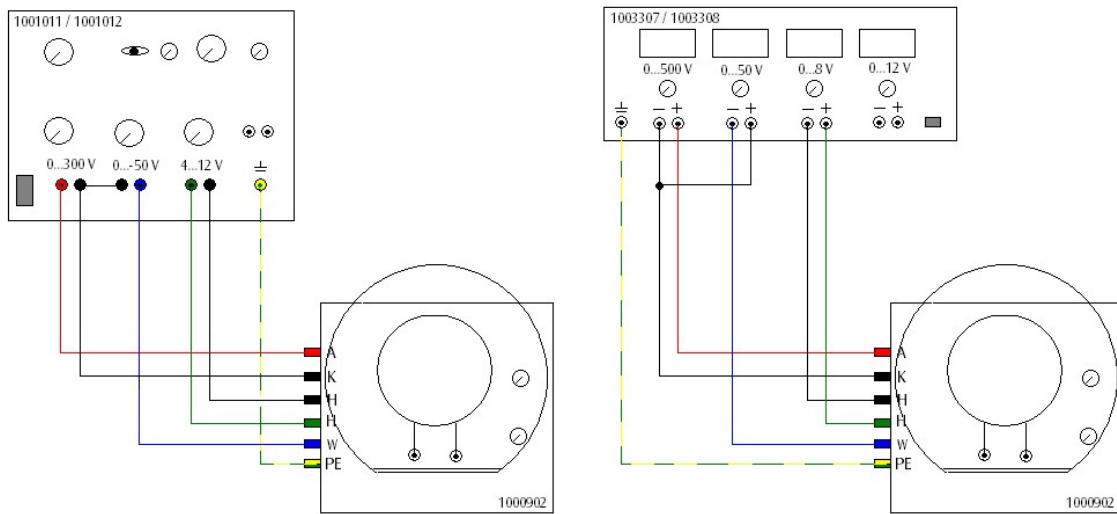 1001011 / 1001012
0...300 V 0...-50 V 4...12 V
A
K
H
H
W
PE
1000902
1003307 / 1003308
0...500 V 0...50 V 0...8 V 0...12 V
− + − + − + − +
A
K
H
H
W
PE
1000902